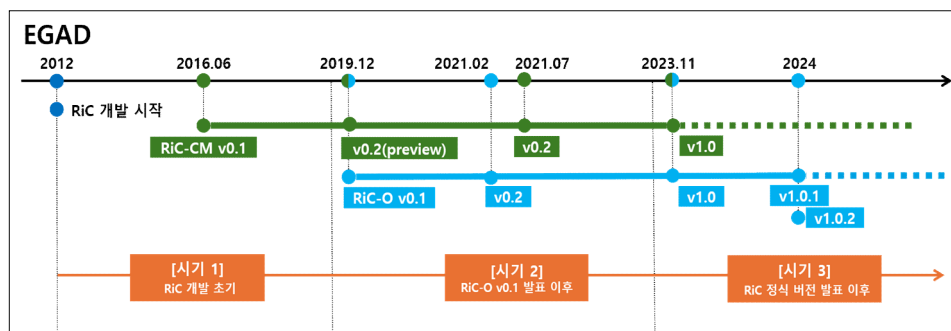 EGAD
2012 2016.06 2019.12 2021.02 2021.07 2023.11 2024
RiC 개발 시작
RiC-CM v0.1 v0.2(preview) v0.2 v1.0
RiC-O v0.1 v0.2 v1.0 v1.0.1
v1.0.2
[시기 1] [시기 2] [시기 3]
RiC 개발 초기 RiC-O v0.1 발표 이후 RiC 정식 버전 발표 이후